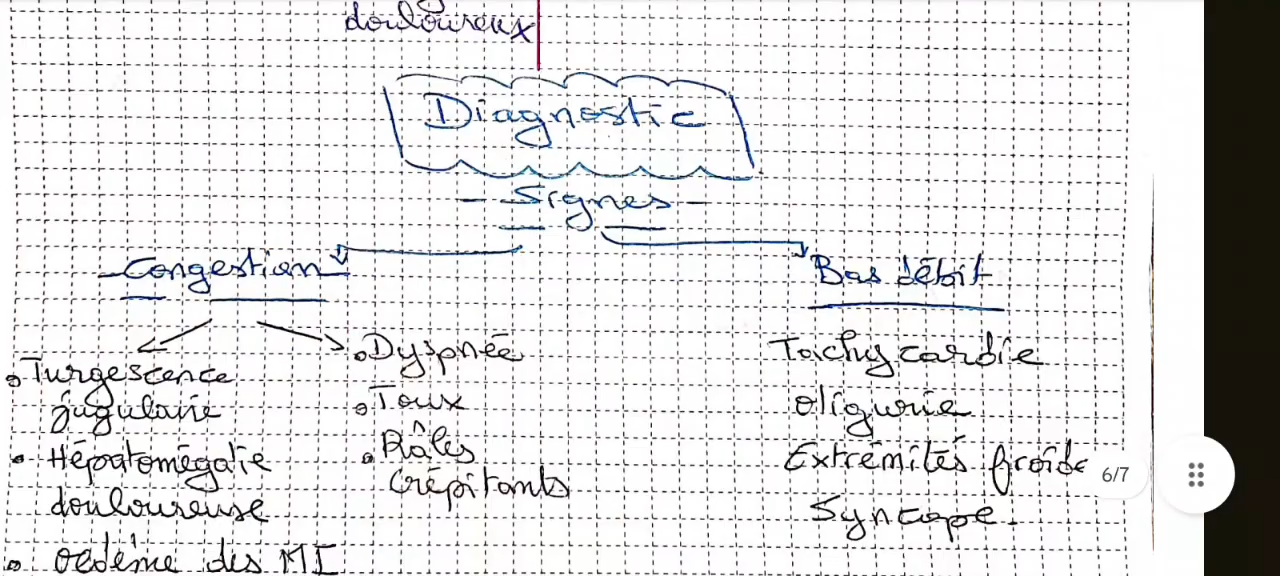 douloureux
Diagnostic
- Signes -
- Congestion -
Bas débit
• Turgescence
jugulaire
• Hépatomégalie
douloureuse
• oedème des MI
• Dyspnée
• Toux
• Râles
Crépitants
Tachycardie
oligurie
Extrémités froide
Syncope.
6/7